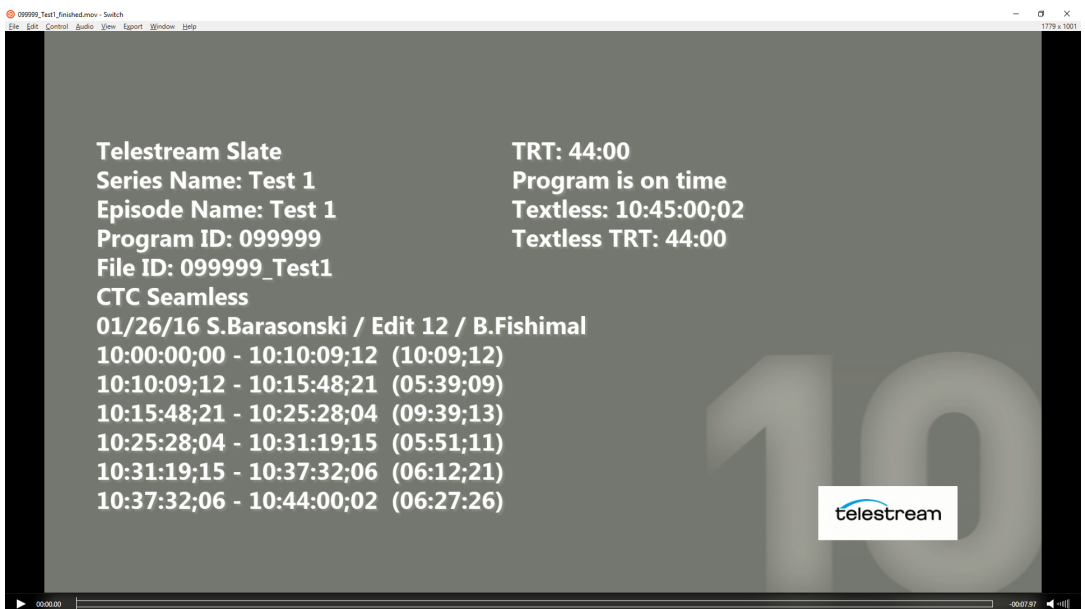 099999_Test1_finished.mov - Switch
File Edit Control Audio View Export Window Help
1779 x 1001
Telestream Slate
Series Name: Test 1
Episode Name: Test 1
Program ID: 099999
File ID: 099999_Test1
CTC Seamless
01/26/16 S.Barasonski / Edit 12 / B.Fishimal
10:00:00;00 - 10:10:09;12 (10:09;12)
10:10:09;12 - 10:15:48;21 (05:39;09)
10:15:48;21 - 10:25:28;04 (09:39;13)
10:25:28;04 - 10:31:19;15 (05:51;11)
10:31:19;15 - 10:37:32;06 (06:12;21)
10:37:32;06 - 10:44:00;02 (06:27;26)
TRT: 44:00
Program is on time
Textless: 10:45:00;02
Textless TRT: 44:00
10
telestream
00:00.00
-00:07.97